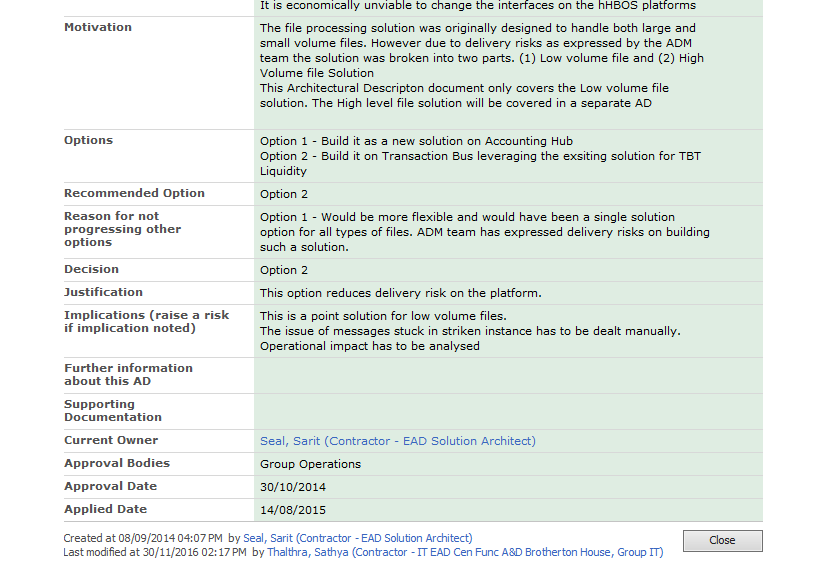 It is economically unviable to change the interfaces on the hHBOS platforms
Motivation
The file processing solution was originally designed to handle both large and
small volume files. However due to delivery risks as expressed by the ADM
team the solution was broken into two parts. (1) Low volume file and (2) High
Volume file Solution
This Architectural Descripton document only covers the Low volume file
solution. The High level file solution will be covered in a separate AD
Options
Option 1 - Build it as a new solution on Accounting Hub
Option 2 - Build it on Transaction Bus leveraging the exsiting solution for TBT
Liquidity
Recommended Option
Option 2
Reason for not
progressing other
options
Option 1 - Would be more flexible and would have been a single solution
option for all types of files. ADM team has expressed delivery risks on building
such a solution.
Decision
Option 2
Justification
This option reduces delivery risk on the platform.
Implications (raise a risk
if implication noted)
This is a point solution for low volume files.
The issue of messages stuck in striken instance has to be dealt manually.
Operational impact has to be analysed
Further information
about this AD
Supporting
Documentation
Current Owner
Seal, Sarit (Contractor - EAD Solution Architect)
Approval Bodies
Group Operations
Approval Date
30/10/2014
Applied Date
14/08/2015
Created at 08/09/2014 04:07 PM by Seal, Sarit (Contractor - EAD Solution Architect)
Last modified at 30/11/2016 02:17 PM by Thalthra, Sathya (Contractor - IT EAD Cen Func A&D Brotherton House, Group IT)
Close